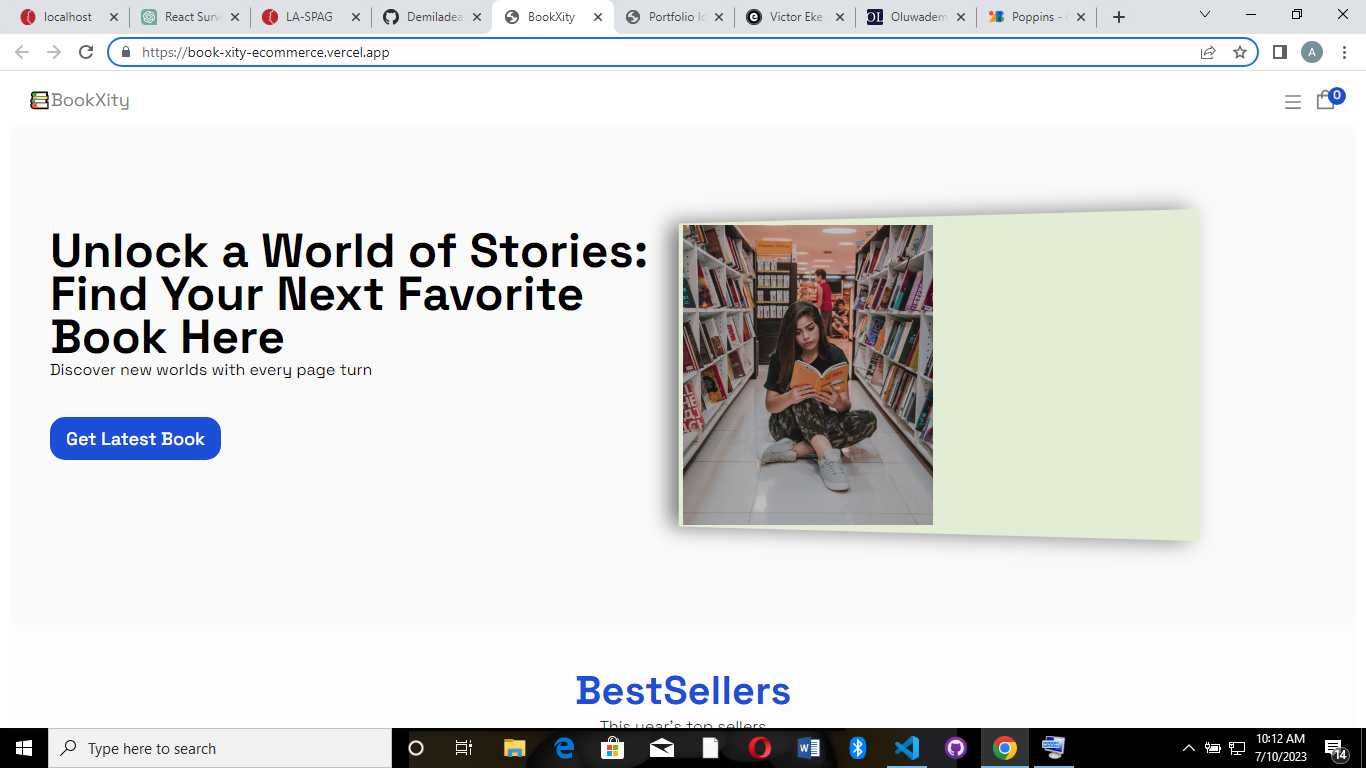 localhost
React Surv
LA-SPAG
Demiladea
BookXity
Portfolio Id
Victor Eke
Oluwadem
Poppins -
https://book-xity-ecommerce.vercel.app
A
BookXity
0
Unlock a World of Stories:
Find Your Next Favorite
Book Here
Discover new worlds with every page turn
Get Latest Book
BestSellers
This year's top sellers
Type here to search
10:12 AM
7/10/2023
14